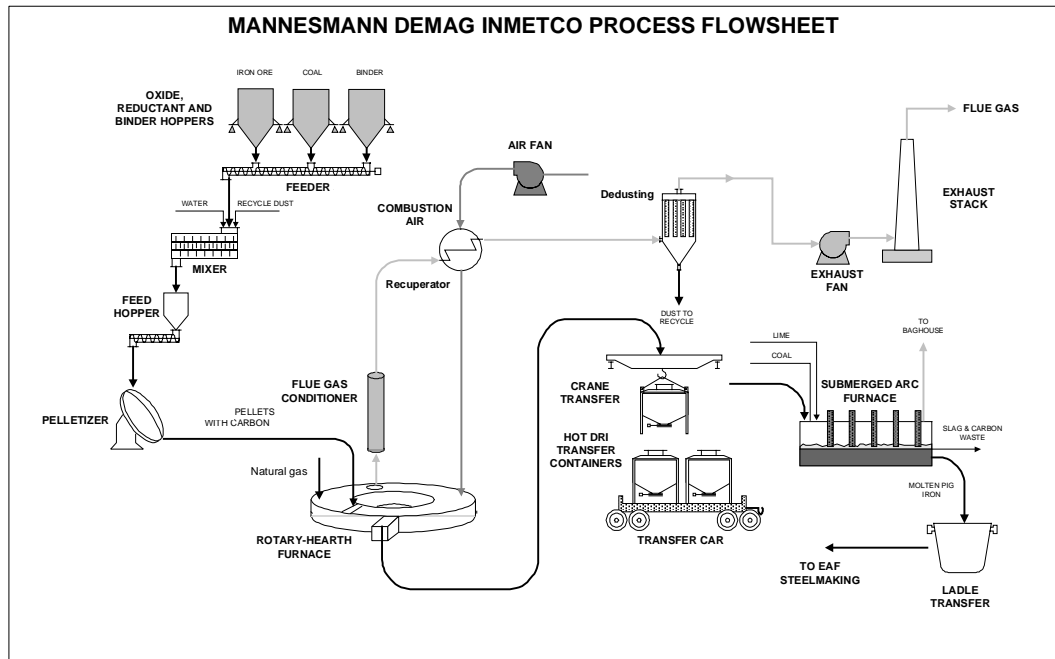 MANNESMANN DEMAG INMETCO PROCESS FLOWSHEET
IRON ORE
COAL
BINDER
OXIDE,
REDUCTANT AND
BINDER HOPPERS
FEEDER
WATER
RECYCLE DUST
MIXER
FEED
HOPPER
PELLETIZER
PELLETS
WITH CARBON
Natural gas
ROTARY-HEARTH
FURNACE
FLUE GAS
CONDITIONER
AIR FAN
COMBUSTION
AIR
Recuperator
Dedusting
DUST TO
RECYCLE
EXHAUST
FAN
FLUE GAS
EXHAUST
STACK
CRANE
TRANSFER
HOT DRI
TRANSFER
CONTAINERS
TRANSFER CAR
LIME
COAL
TO
BAGHOUSE
SUBMERGED ARC
FURNACE
SLAG & CARBON
WASTE
MOLTEN PIG
IRON
TO EAF
STEELMAKING
LADLE
TRANSFER